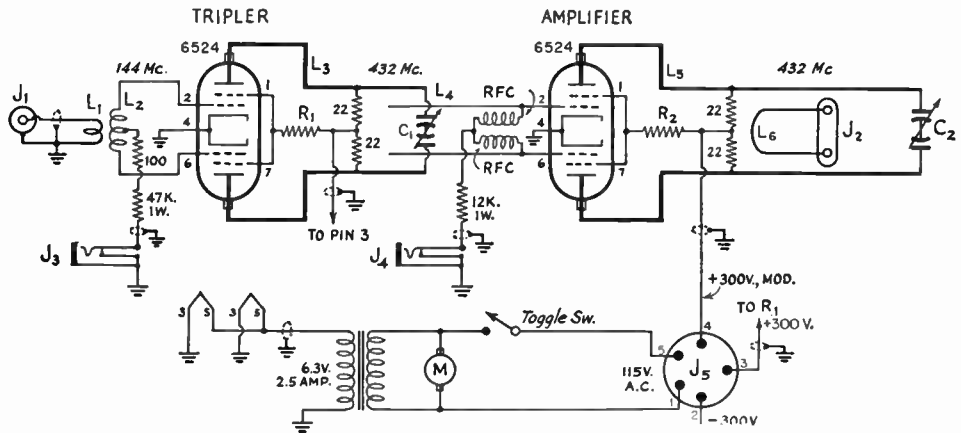 TRIPLER
AMPLIFIER
6524
6524
L3
432 Mc.
L5
432 Mc
144 Mc.
J1
L1
L2
2
4
6
1
7
R1
22
22
C1
L4
RFC
RFC
2
4
6
1
7
R2
22
22
L6
J2
C2
100
47K.
1W.
TO PIN 3
12K.
1W.
J3
J4
+300V., MOD.
TO R1
+300 V.
3
5
3
5
Toggle Sw.
6.3V.
2.5 AMP.
M
115V.
A.C.
J5
4
5
3
1
2
-300V